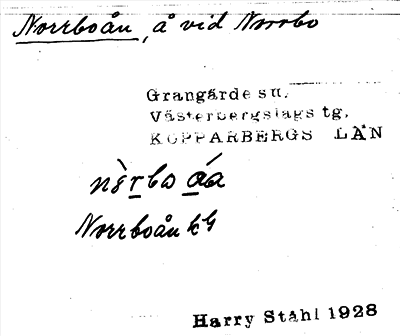 Norrboån, å vid Norrbo
Grangärde sn.
Västerbergslags tg.
KOPPARBERGS LÄN
Norrboån kG
Harry Ståhl 1928